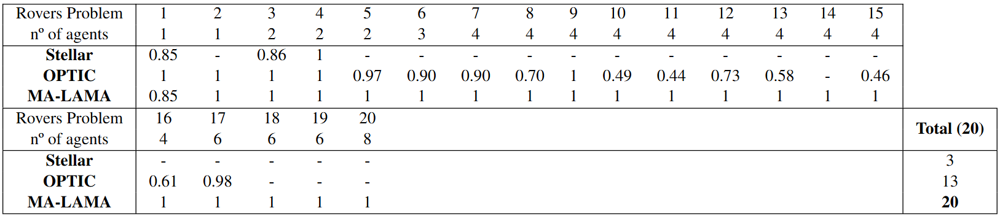 Rovers Problem 1 2 3 4 5 6 7 8 9 10 11 12 13 14 15
nº of agents 1 1 2 2 2 3 4 4 4 4 4 4 4 4 4
Stellar 0.85 - 0.86 1 - - - - - - - - - - -
OPTIC 1 1 1 1 0.97 0.90 0.90 0.70 1 0.49 0.44 0.73 0.58 - 0.46
MA-LAMA 0.85 1 1 1 1 1 1 1 1 1 1 1 1 1 1
Rovers Problem 16 17 18 19 20
nº of agents 4 6 6 6 8
Total (20)
Stellar - - - - - 3
OPTIC 0.61 0.98 - - - 13
MA-LAMA 1 1 1 1 1 20